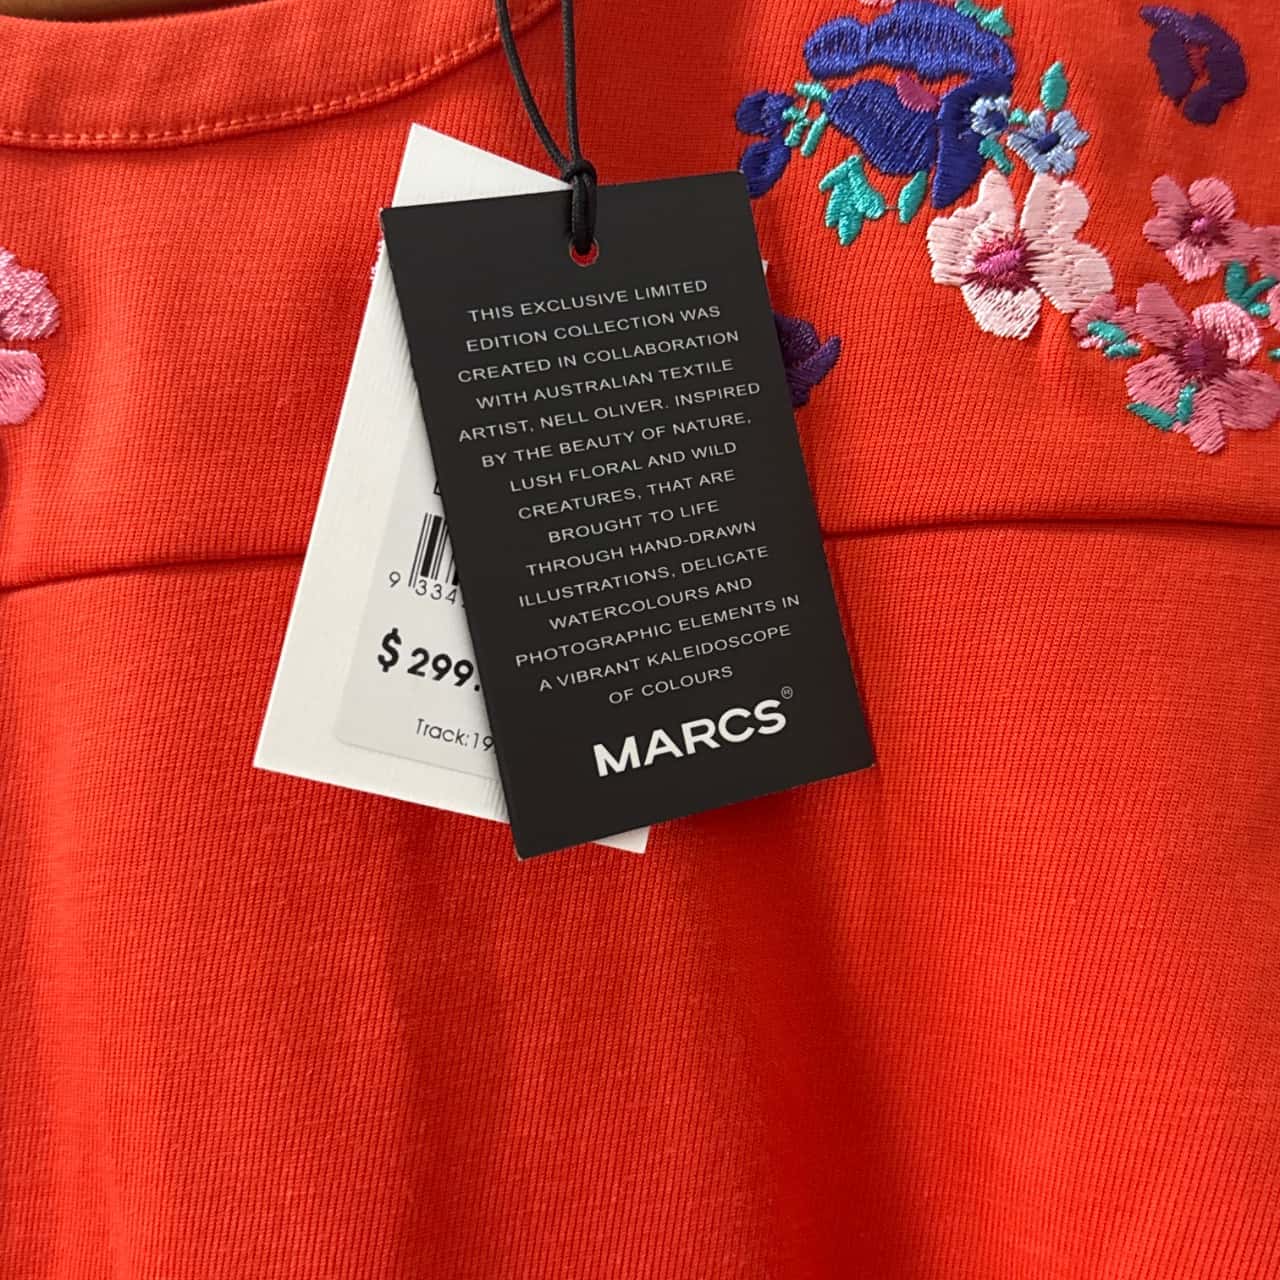 THIS EXCLUSIVE LIMITED
EDITION COLLECTION WAS
CREATED IN COLLABORATION
WITH AUSTRALIAN TEXTILE
ARTIST, NELL OLIVER. INSPIRED
BY THE BEAUTY OF NATURE,
LUSH FLORAL AND WILD
CREATURES, THAT ARE
BROUGHT TO LIFE
THROUGH HAND-DRAWN
ILLUSTRATIONS, DELICATE
WATERCOLOURS AND
PHOTOGRAPHIC ELEMENTS IN
A VIBRANT KALEIDOSCOPE
OF COLOURS
MARCS®
9 334
$299.
Track:19